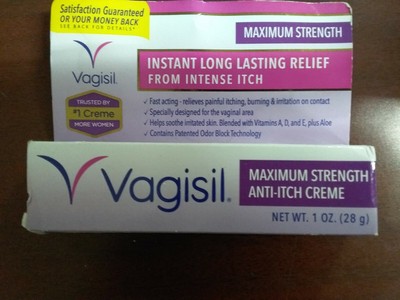 Satisfaction Guaranteed
OR YOUR MONEY BACK
SEE BACK FOR DETAILS*
MAXIMUM STRENGTH
Vagisil®
INSTANT LONG LASTING RELIEF
FROM INTENSE ITCH
TRUSTED BY
#1 Creme
MORE WOMEN
✓ Fast acting - relieves painful itching, burning & irritation on contact
✓ Specially designed for the vaginal area
✓ Helps soothe irritated skin. Blended with Vitamins A, D, and E, plus Aloe
✓ Contains Patented Odor Block Technology
Vagisil®
MAXIMUM STRENGTH
ANTI-ITCH CREME
NET WT. 1 OZ. (28 g)